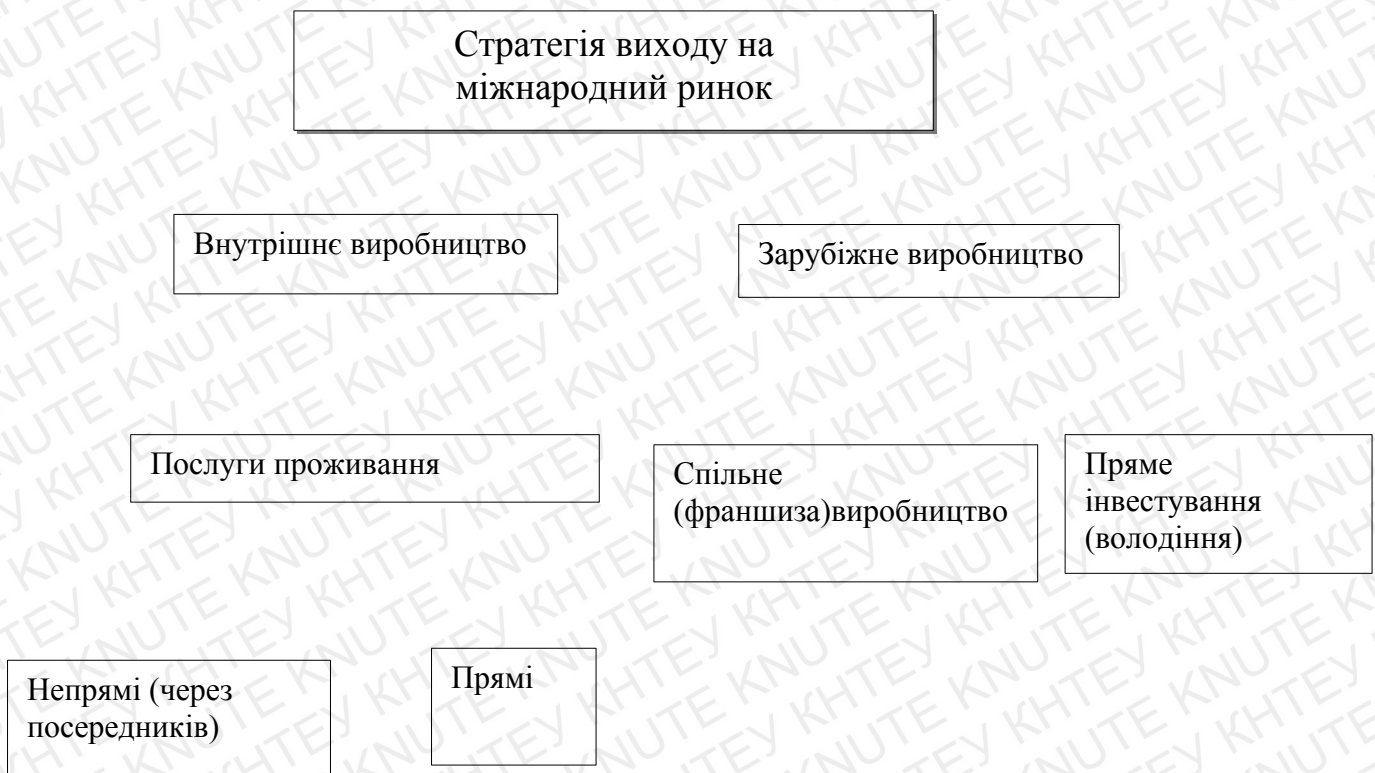 Стратегія виходу на
міжнародний ринок
Внутрішнє виробництво
Зарубіжне виробництво
Послуги проживання
Спільне
(франшиза)виробництво
Пряме
інвестування
(володіння)
Непрямі (через
посередників)
Прямі